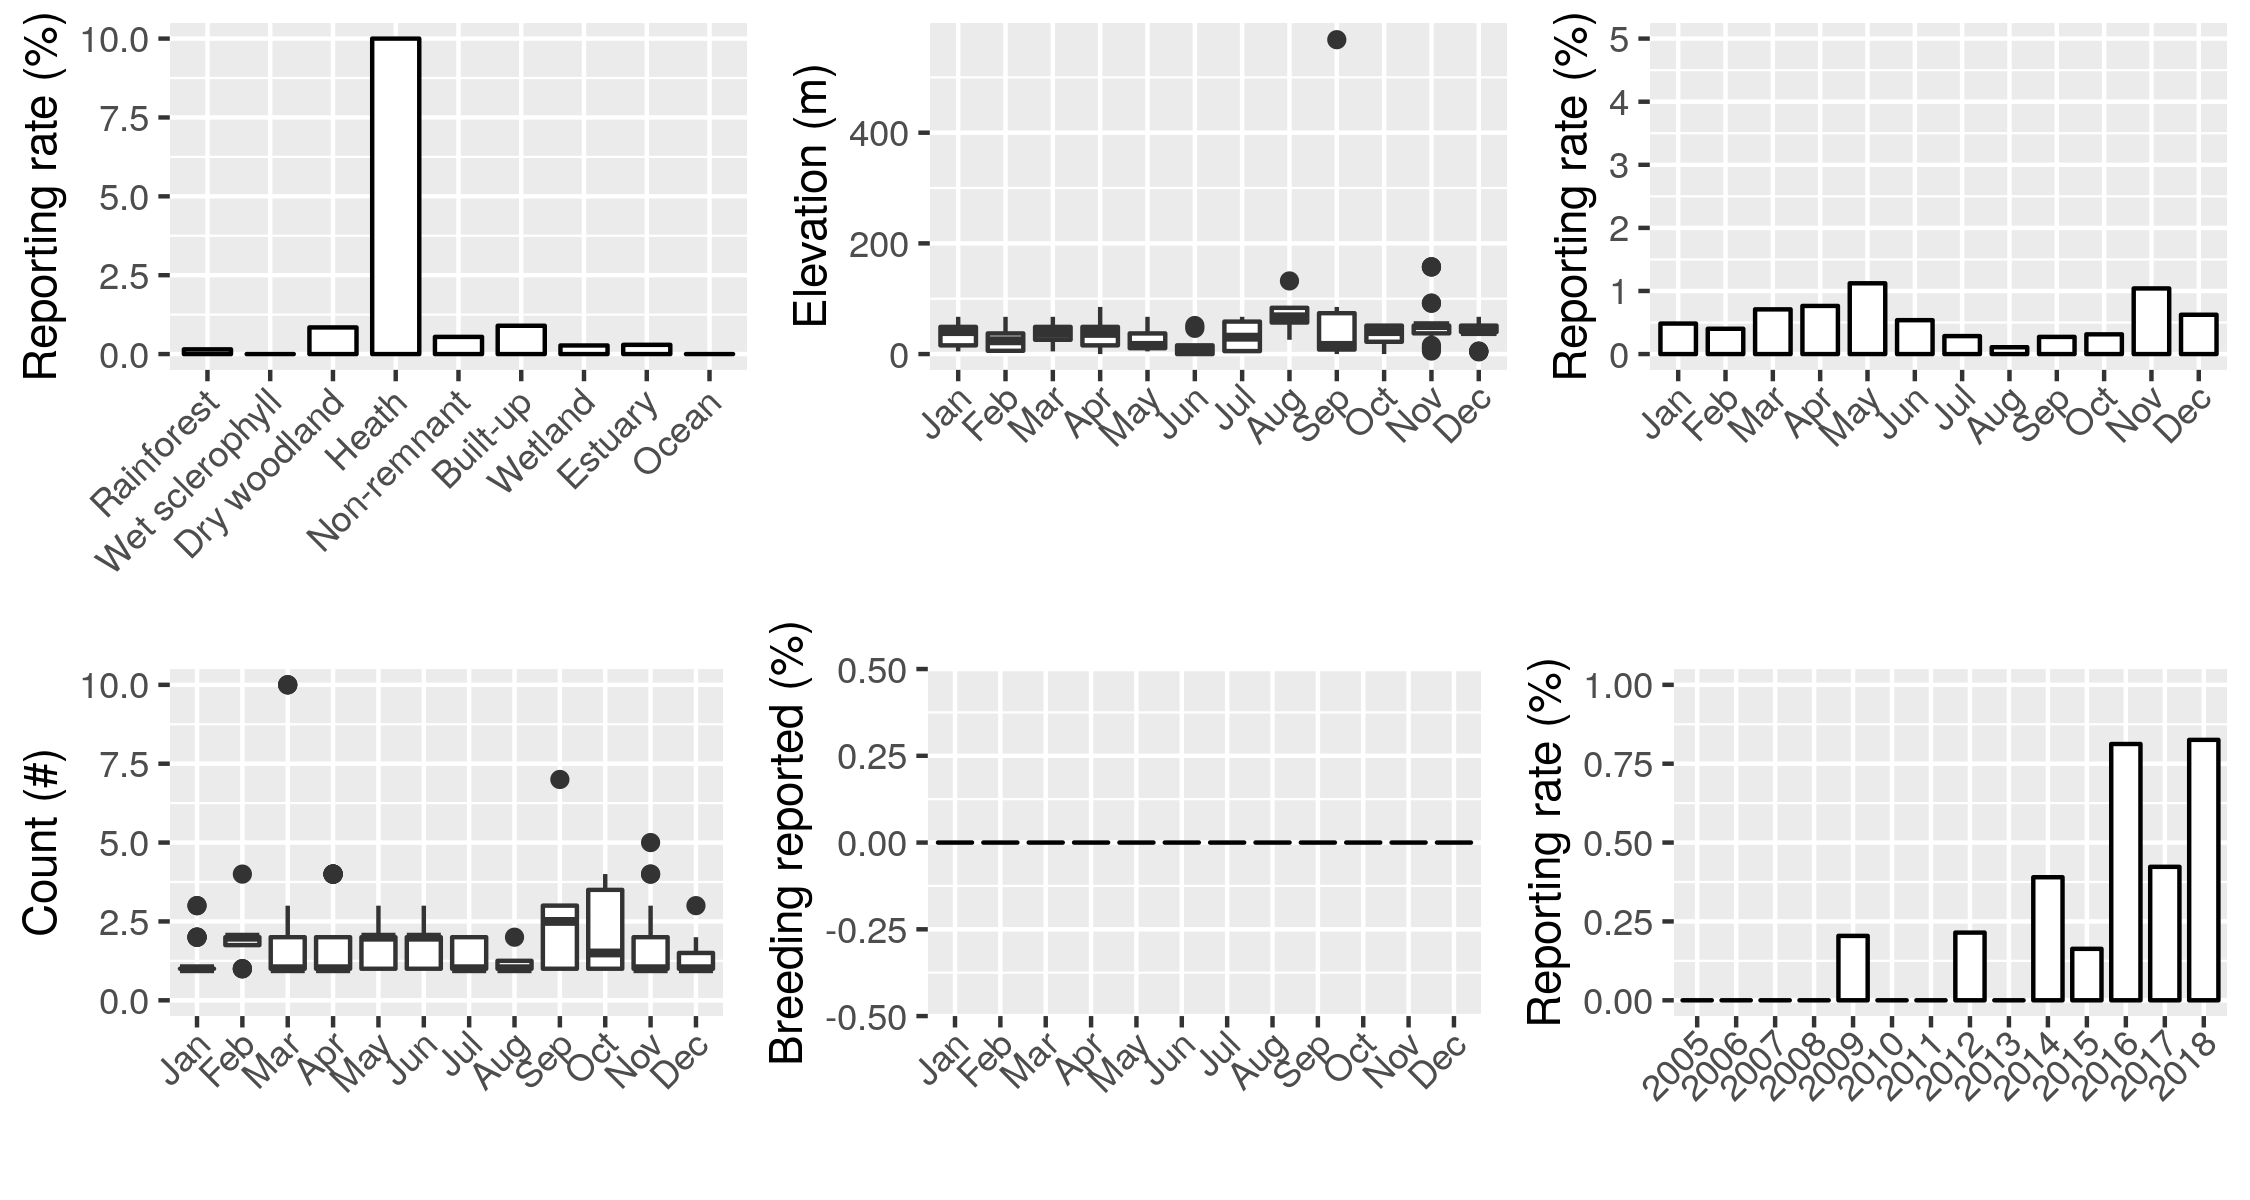 Reporting rate (%)
10.0
7.5
5.0
2.5
0.0
Rainforest
Wet sclerophyll
Dry woodland
Heath
Non-remnant
Built-up
Wetland
Estuary
Ocean
Elevation (m)
400
200
0
Jan
Feb
Mar
Apr
May
Jun
Jul
Aug
Sep
Oct
Nov
Dec
Reporting rate (%)
5
4
3
2
1
0
Jan
Feb
Mar
Apr
May
Jun
Jul
Aug
Sep
Oct
Nov
Dec
Count (#)
10.0
7.5
5.0
2.5
0.0
Jan
Feb
Mar
Apr
May
Jun
Jul
Aug
Sep
Oct
Nov
Dec
Breeding reported (%)
0.50
0.25
0.00
-0.25
-0.50
Jan
Feb
Mar
Apr
May
Jun
Jul
Aug
Sep
Oct
Nov
Dec
Reporting rate (%)
1.00
0.75
0.50
0.25
0.00
2005
2006
2007
2008
2009
2010
2011
2012
2013
2014
2015
2016
2017
2018